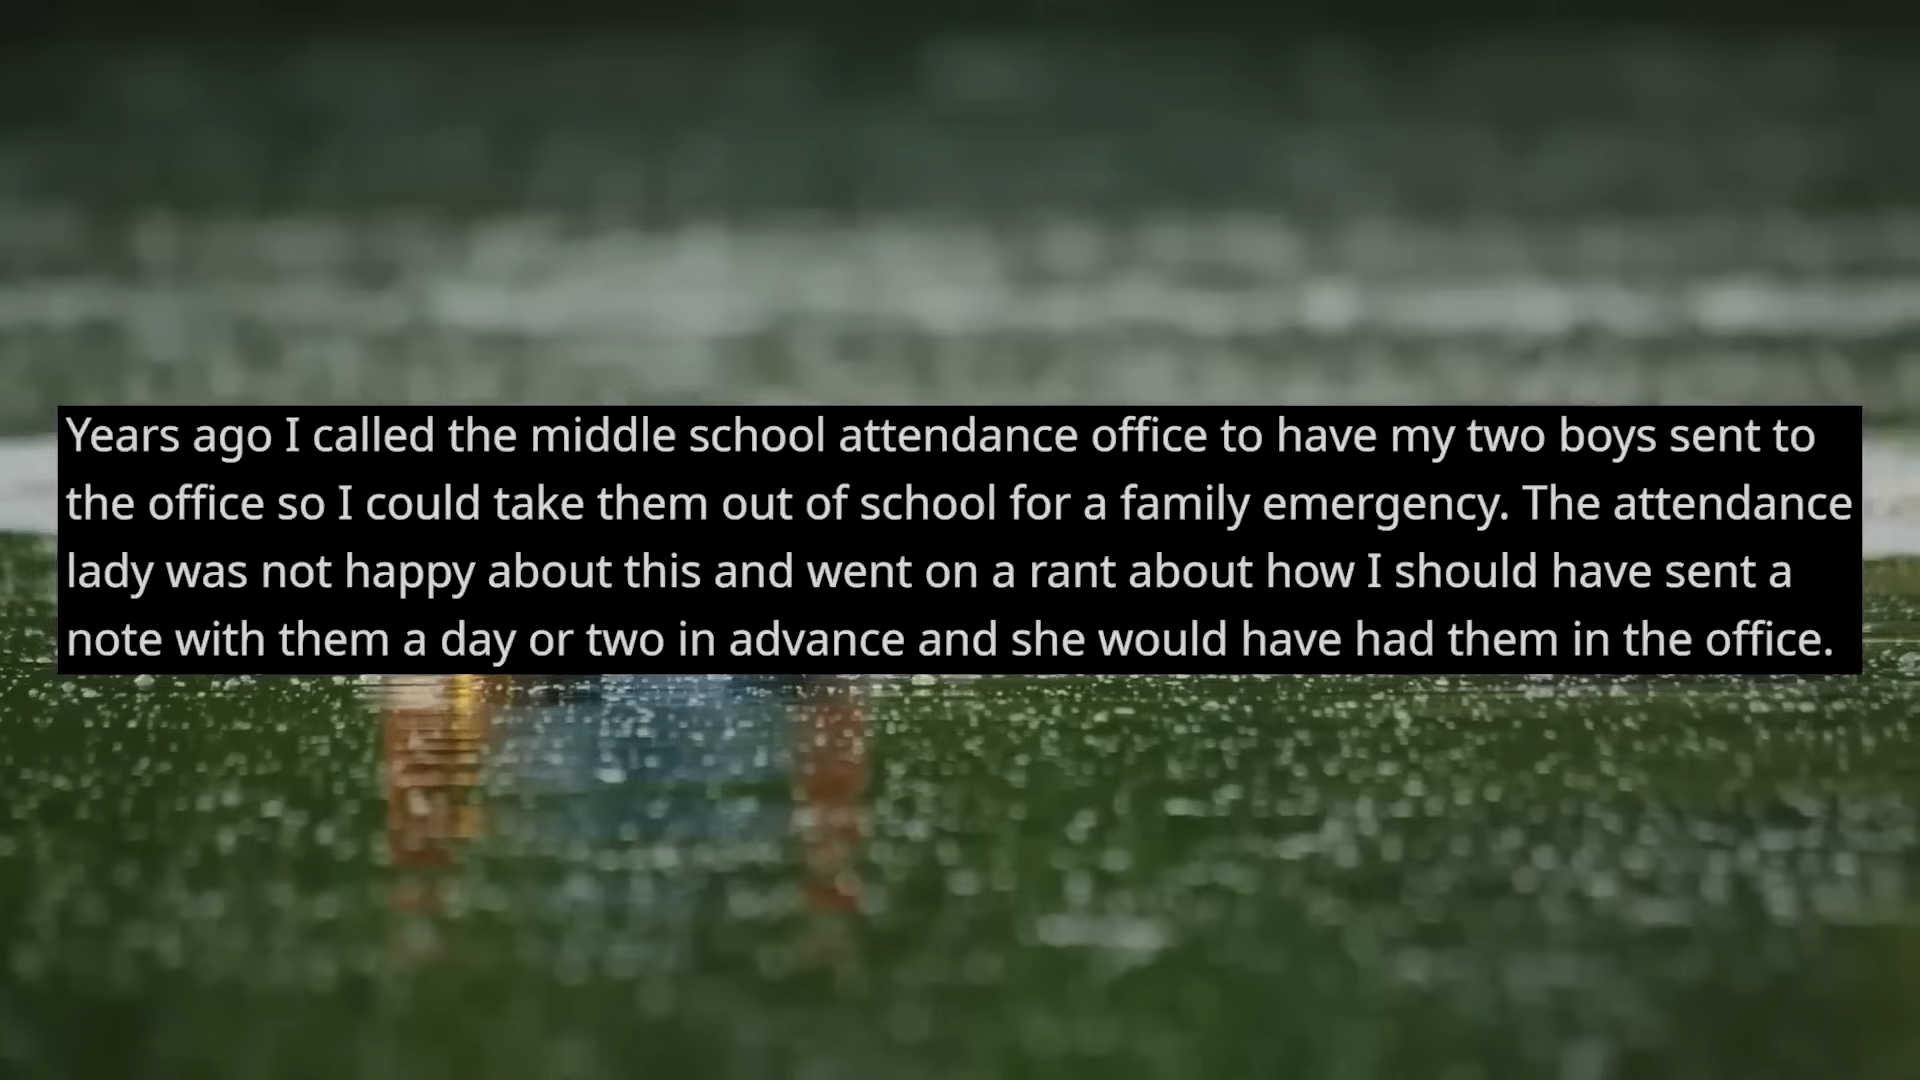 Years ago I called the middle school attendance office to have my two boys sent to
the office so I could take them out of school for a family emergency. The attendance
lady was not happy about this and went on a rant about how I should have sent a
note with them a day or two in advance and she would have had them in the office.